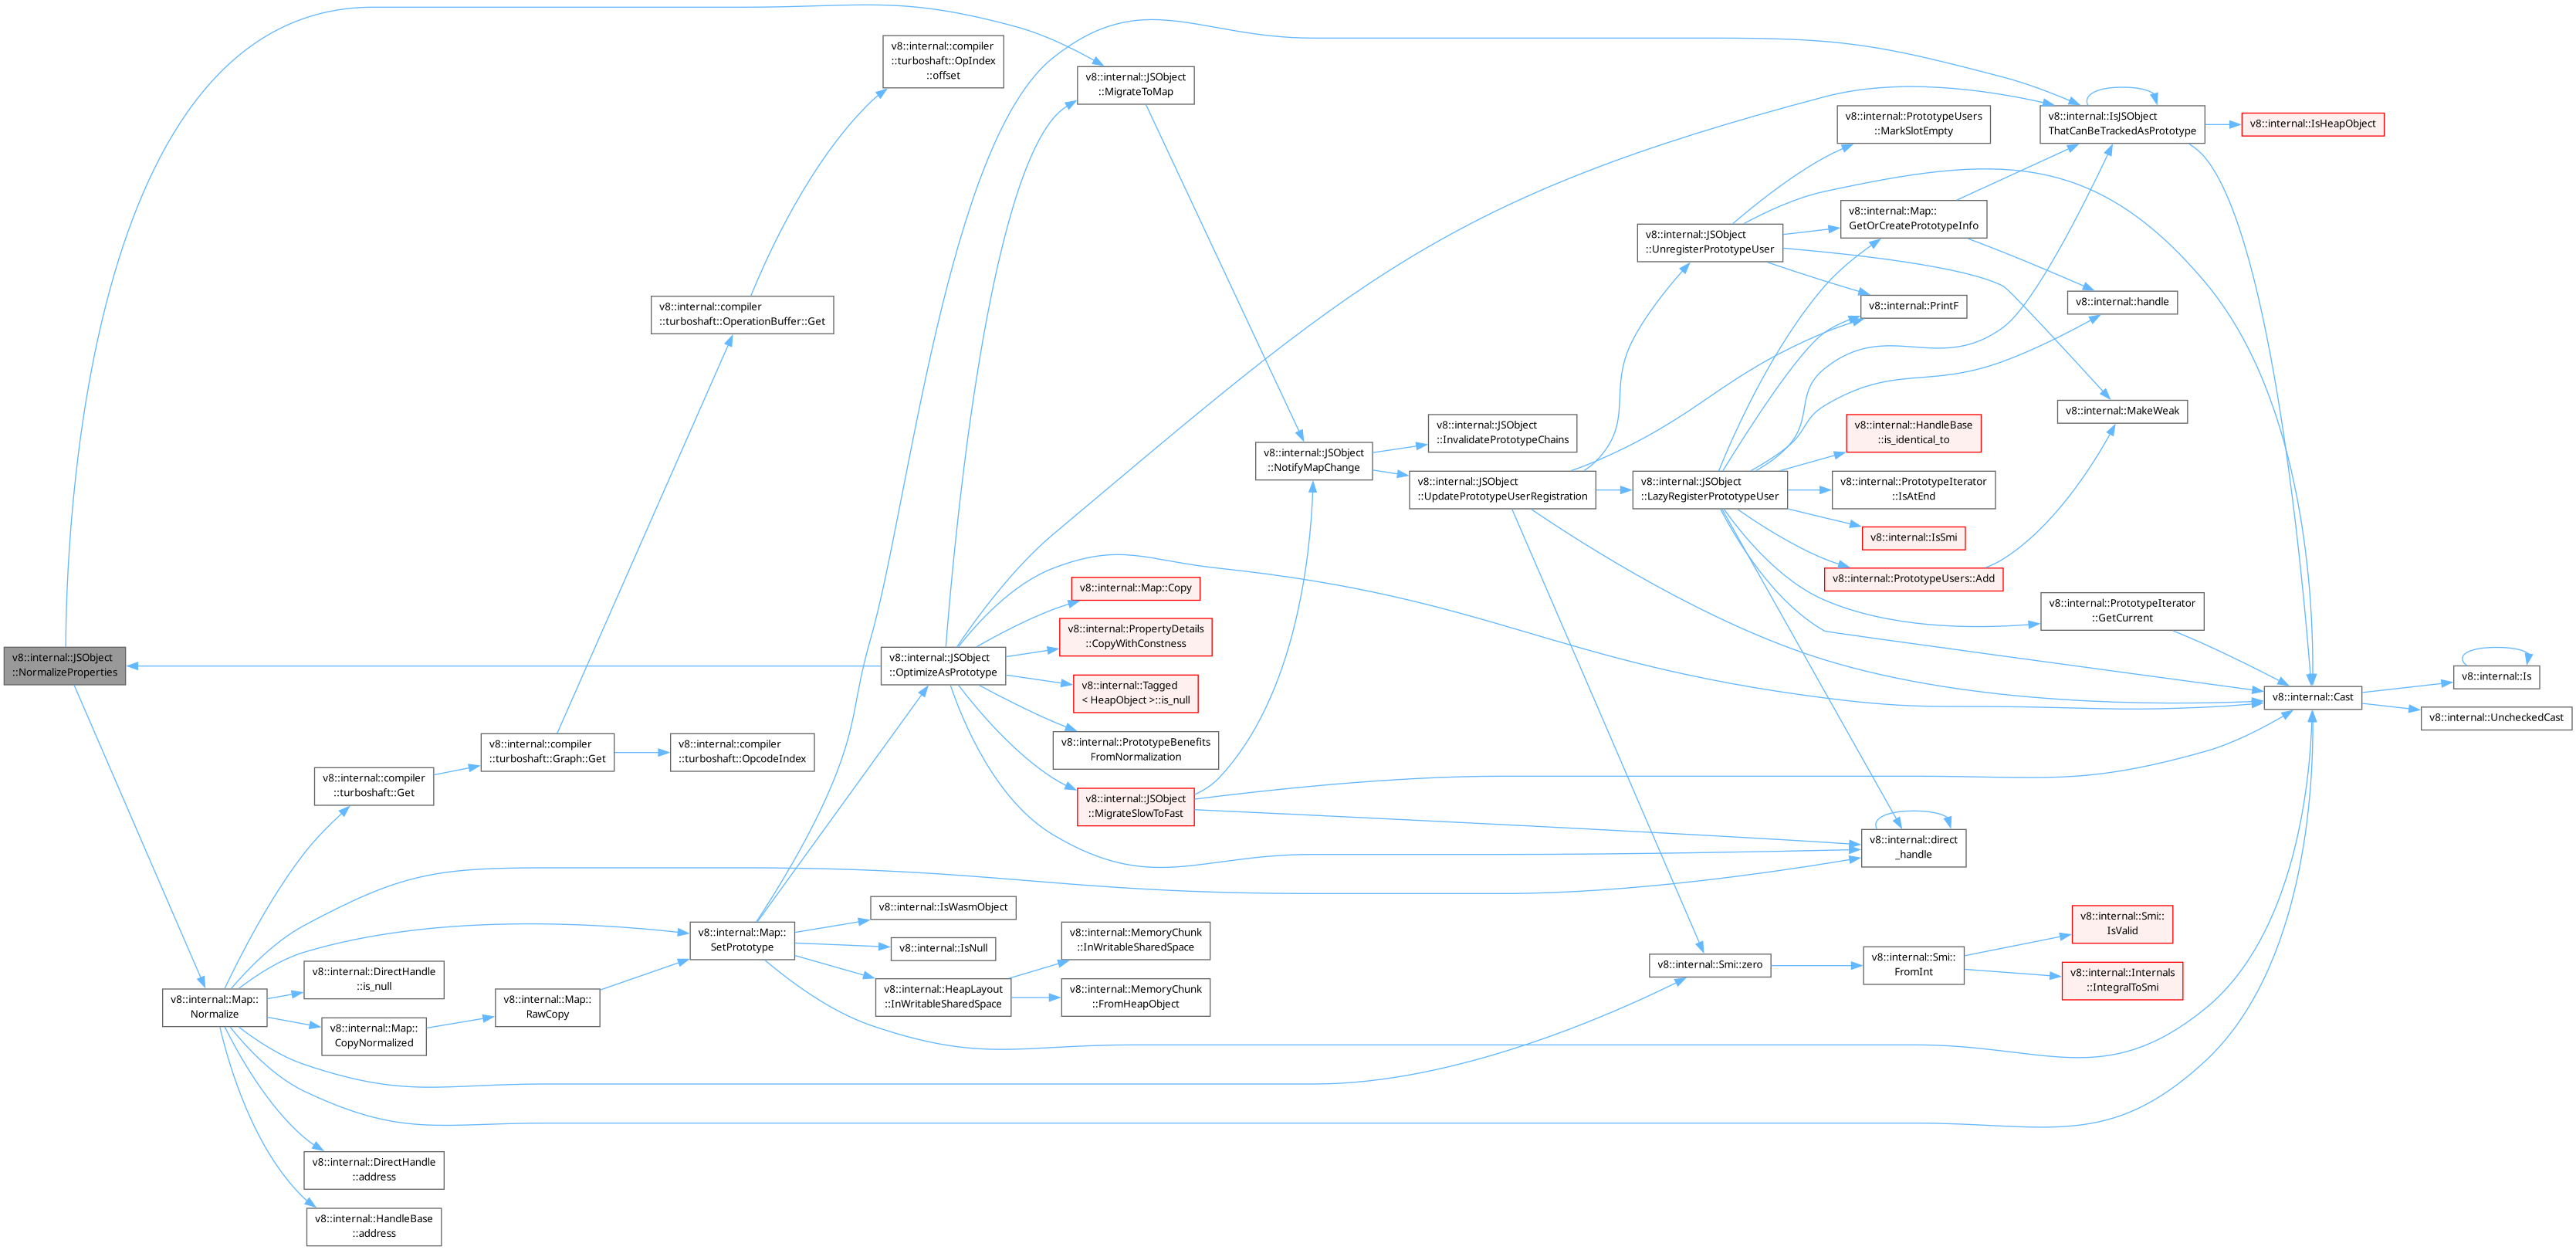 v8::internal::JSObject
::NormalizeProperties
v8::internal::Map::
Normalize
v8::internal::compiler
::turboshaft::Get
v8::internal::DirectHandle
::is_null
v8::internal::Map::
CopyNormalized
v8::internal::DirectHandle
::address
v8::internal::HandleBase
::address
v8::internal::compiler
::turboshaft::Graph::Get
v8::internal::Map::
RawCopy
v8::internal::compiler
::turboshaft::OperationBuffer::Get
v8::internal::compiler
::turboshaft::OpcodeIndex
v8::internal::Map::
SetPrototype
v8::internal::compiler
::turboshaft::OpIndex
::offset
v8::internal::JSObject
::OptimizeAsPrototype
v8::internal::IsWasmObject
v8::internal::IsNull
v8::internal::HeapLayout
::InWritableSharedSpace
v8::internal::JSObject
::MigrateToMap
v8::internal::Map::Copy
v8::internal::PropertyDetails
::CopyWithConstness
v8::internal::Tagged
< HeapObject >::is_null
v8::internal::PrototypeBenefits
FromNormalization
v8::internal::JSObject
::MigrateSlowToFast
v8::internal::MemoryChunk
::InWritableSharedSpace
v8::internal::MemoryChunk
::FromHeapObject
v8::internal::JSObject
::NotifyMapChange
v8::internal::JSObject
::InvalidatePrototypeChains
v8::internal::JSObject
::UpdatePrototypeUserRegistration
v8::internal::JSObject
::UnregisterPrototypeUser
v8::internal::JSObject
::LazyRegisterPrototypeUser
v8::internal::Smi::zero
v8::internal::PrototypeUsers
::MarkSlotEmpty
v8::internal::Map::
GetOrCreatePrototypeInfo
v8::internal::PrintF
v8::internal::HandleBase
::is_identical_to
v8::internal::PrototypeIterator
::IsAtEnd
v8::internal::IsSmi
v8::internal::PrototypeUsers::Add
v8::internal::direct
_handle
v8::internal::Smi::
FromInt
v8::internal::IsJSObject
ThatCanBeTrackedAsPrototype
v8::internal::handle
v8::internal::MakeWeak
v8::internal::PrototypeIterator
::GetCurrent
v8::internal::Smi::
IsValid
v8::internal::Internals
::IntegralToSmi
v8::internal::IsHeapObject
v8::internal::Cast
v8::internal::Is
v8::internal::UncheckedCast